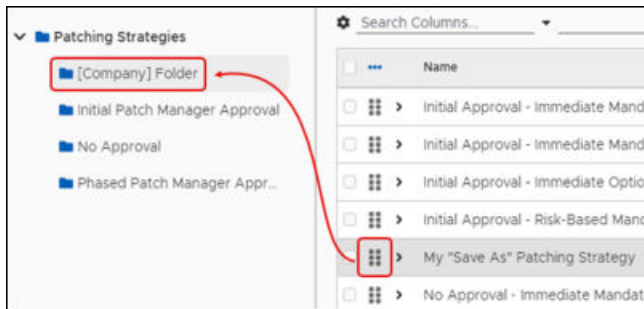 Patching Strategies
[Company] Folder
Initial Patch Manager Approval
No Approval
Phased Patch Manager Appr...
Search Columns...
Name
Initial Approval - Immediate Mand
Initial Approval - Immediate Mand
Initial Approval - Immediate Optio
Initial Approval - Risk-Based Mand
My "Save As" Patching Strategy
No Approval - Immediate Mandat